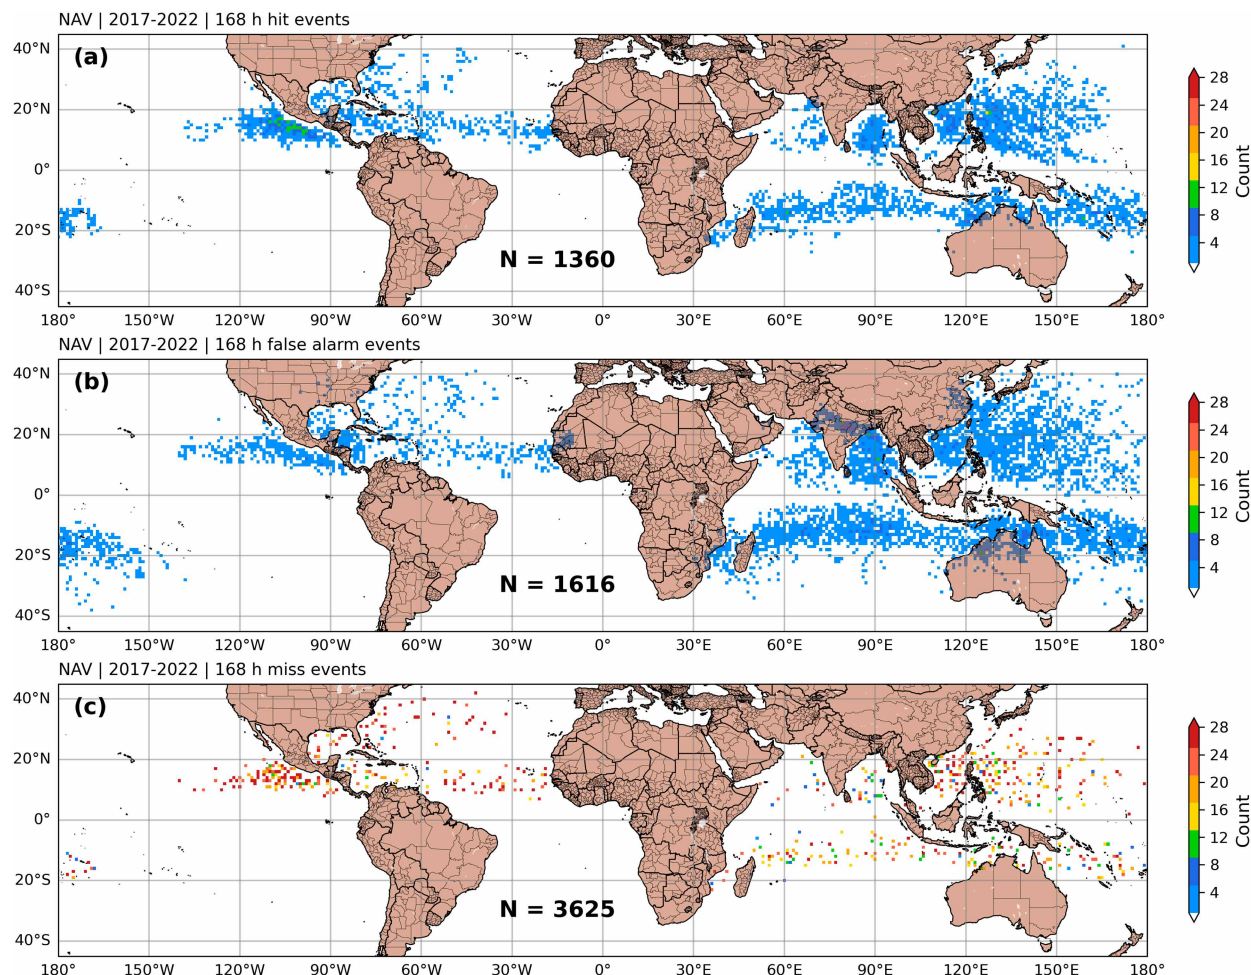 NAV | 2017-2022 | 168 h hit events
(a)
40°N
20°N
0°
20°S
40°S
N = 1360
180° 150°W 120°W 90°W 60°W 30°W 0° 30°E 60°E 90°E 120°E 150°E 180°
28
24
20
16
12
8
4
Count
NAV | 2017-2022 | 168 h false alarm events
(b)
40°N
20°N
0°
20°S
40°S
N = 1616
180° 150°W 120°W 90°W 60°W 30°W 0° 30°E 60°E 90°E 120°E 150°E 180°
28
24
20
16
12
8
4
Count
NAV | 2017-2022 | 168 h miss events
(c)
40°N
20°N
0°
20°S
40°S
N = 3625
180° 150°W 120°W 90°W 60°W 30°W 0° 30°E 60°E 90°E 120°E 150°E 180°
28
24
20
16
12
8
4
Count